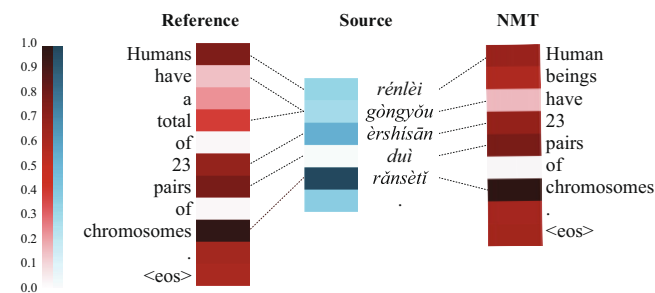 Reference Source NMT
1.0
0.9
0.8
0.7
0.6
0.5
0.4
0.3
0.2
0.1
0.0
Humans
have
a
total
of
23
pairs
of
chromosomes
.
<eos>
rénlèi
gòngyǒu
èrshísān
duì
rǎnsètǐ
.
Human
beings
have
23
pairs
of
chromosomes
.
<eos>